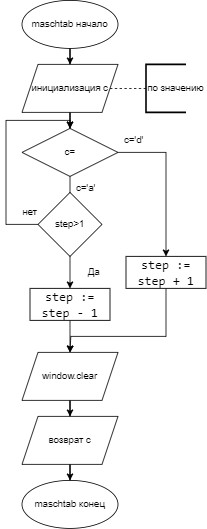 maschtab начало
инициализация c
по значению
c=
c='d'
c='a'
нет
step>1
Да
step :=
step + 1
step :=
step - 1
window.clear
возврат c
maschtab конец